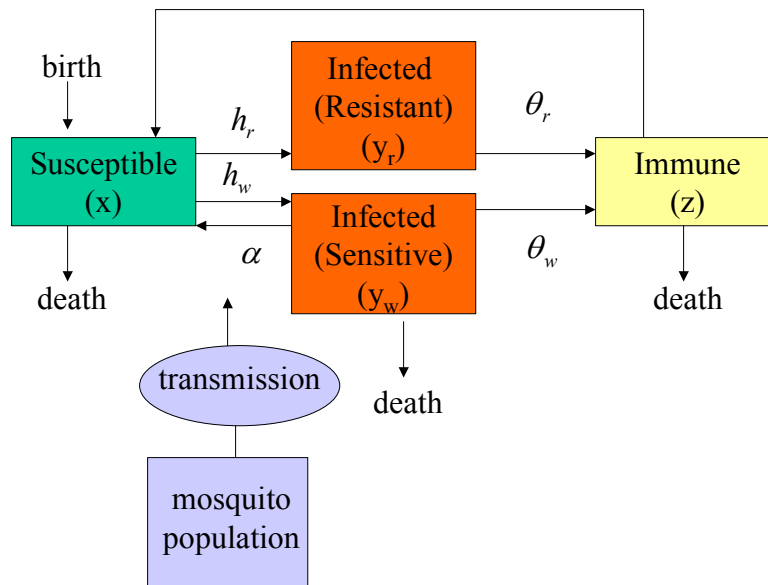 birth
Susceptible
(x)
death
h_r
h_w
α
Infected
(Resistant)
(y_r)
Infected
(Sensitive)
(y_w)
death
θ_r
θ_w
Immune
(z)
death
transmission
mosquito
population